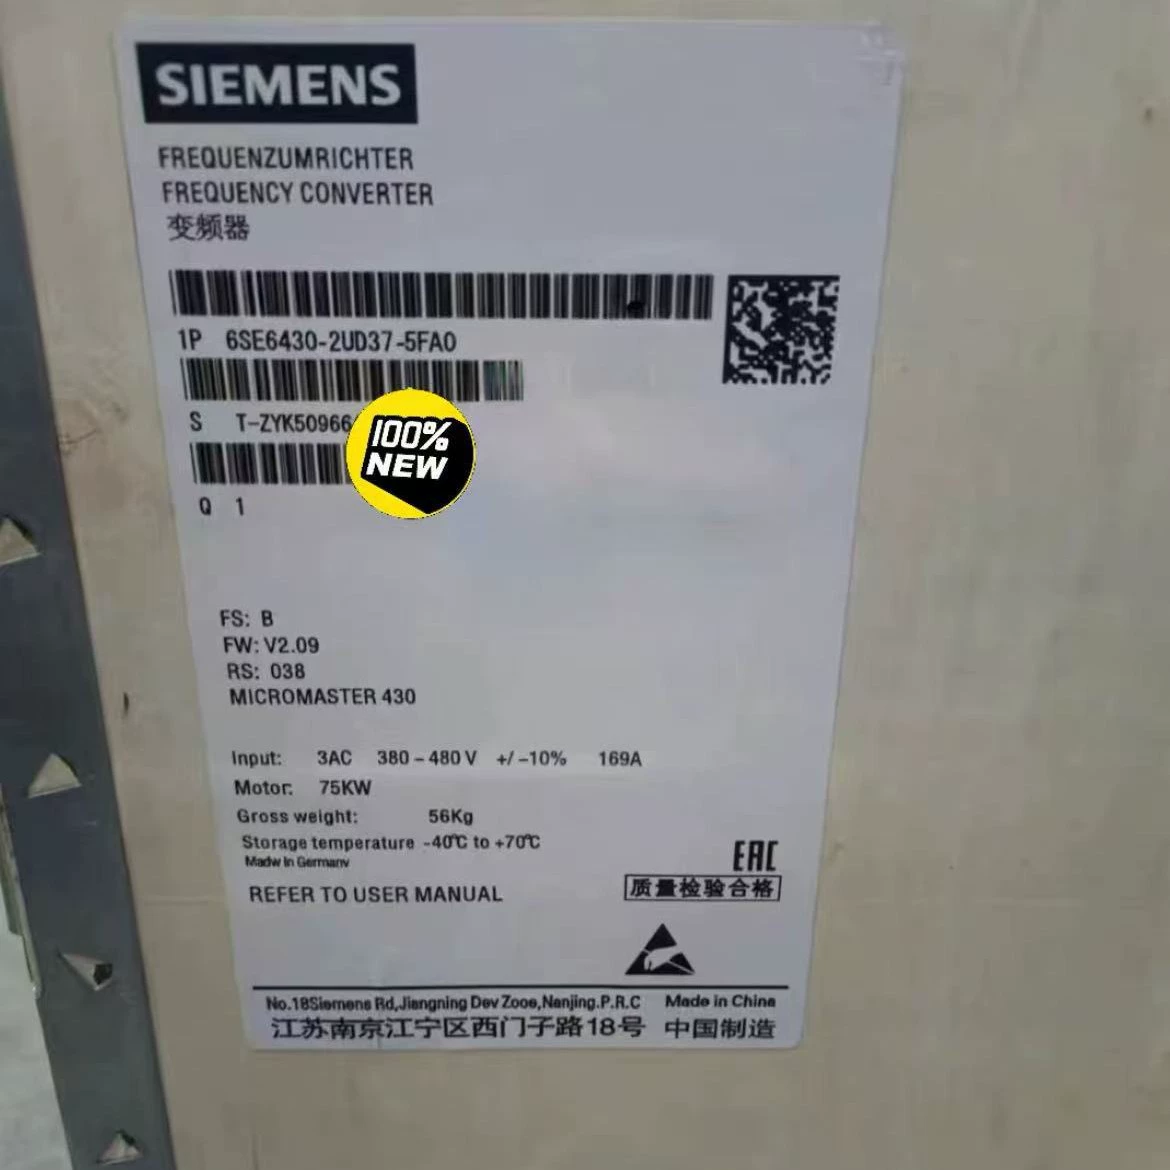 SIEMENS
FREQUENZUMRICHTER
FREQUENCY CONVERTER
变频器
1P 6SE6430-2UD37-5FA0
S T-ZYK50966
100%
NEW
Q 1
FS: B
FW: V2.09
RS: 038
MICROMASTER 430
Input: 3AC 380-480V +/-10% 169A
Motor: 75KW
Gross weight: 56Kg
Storage temperature -40℃ to +70℃
Madw In Germanv
EAC
REFER TO USER MANUAL
质量检验合格
No.18Siemens Rd,Jiangning Dev Zooe,Nanjing.P.R.C Made in China
江苏南京江宁区西门子路18号 中国制造